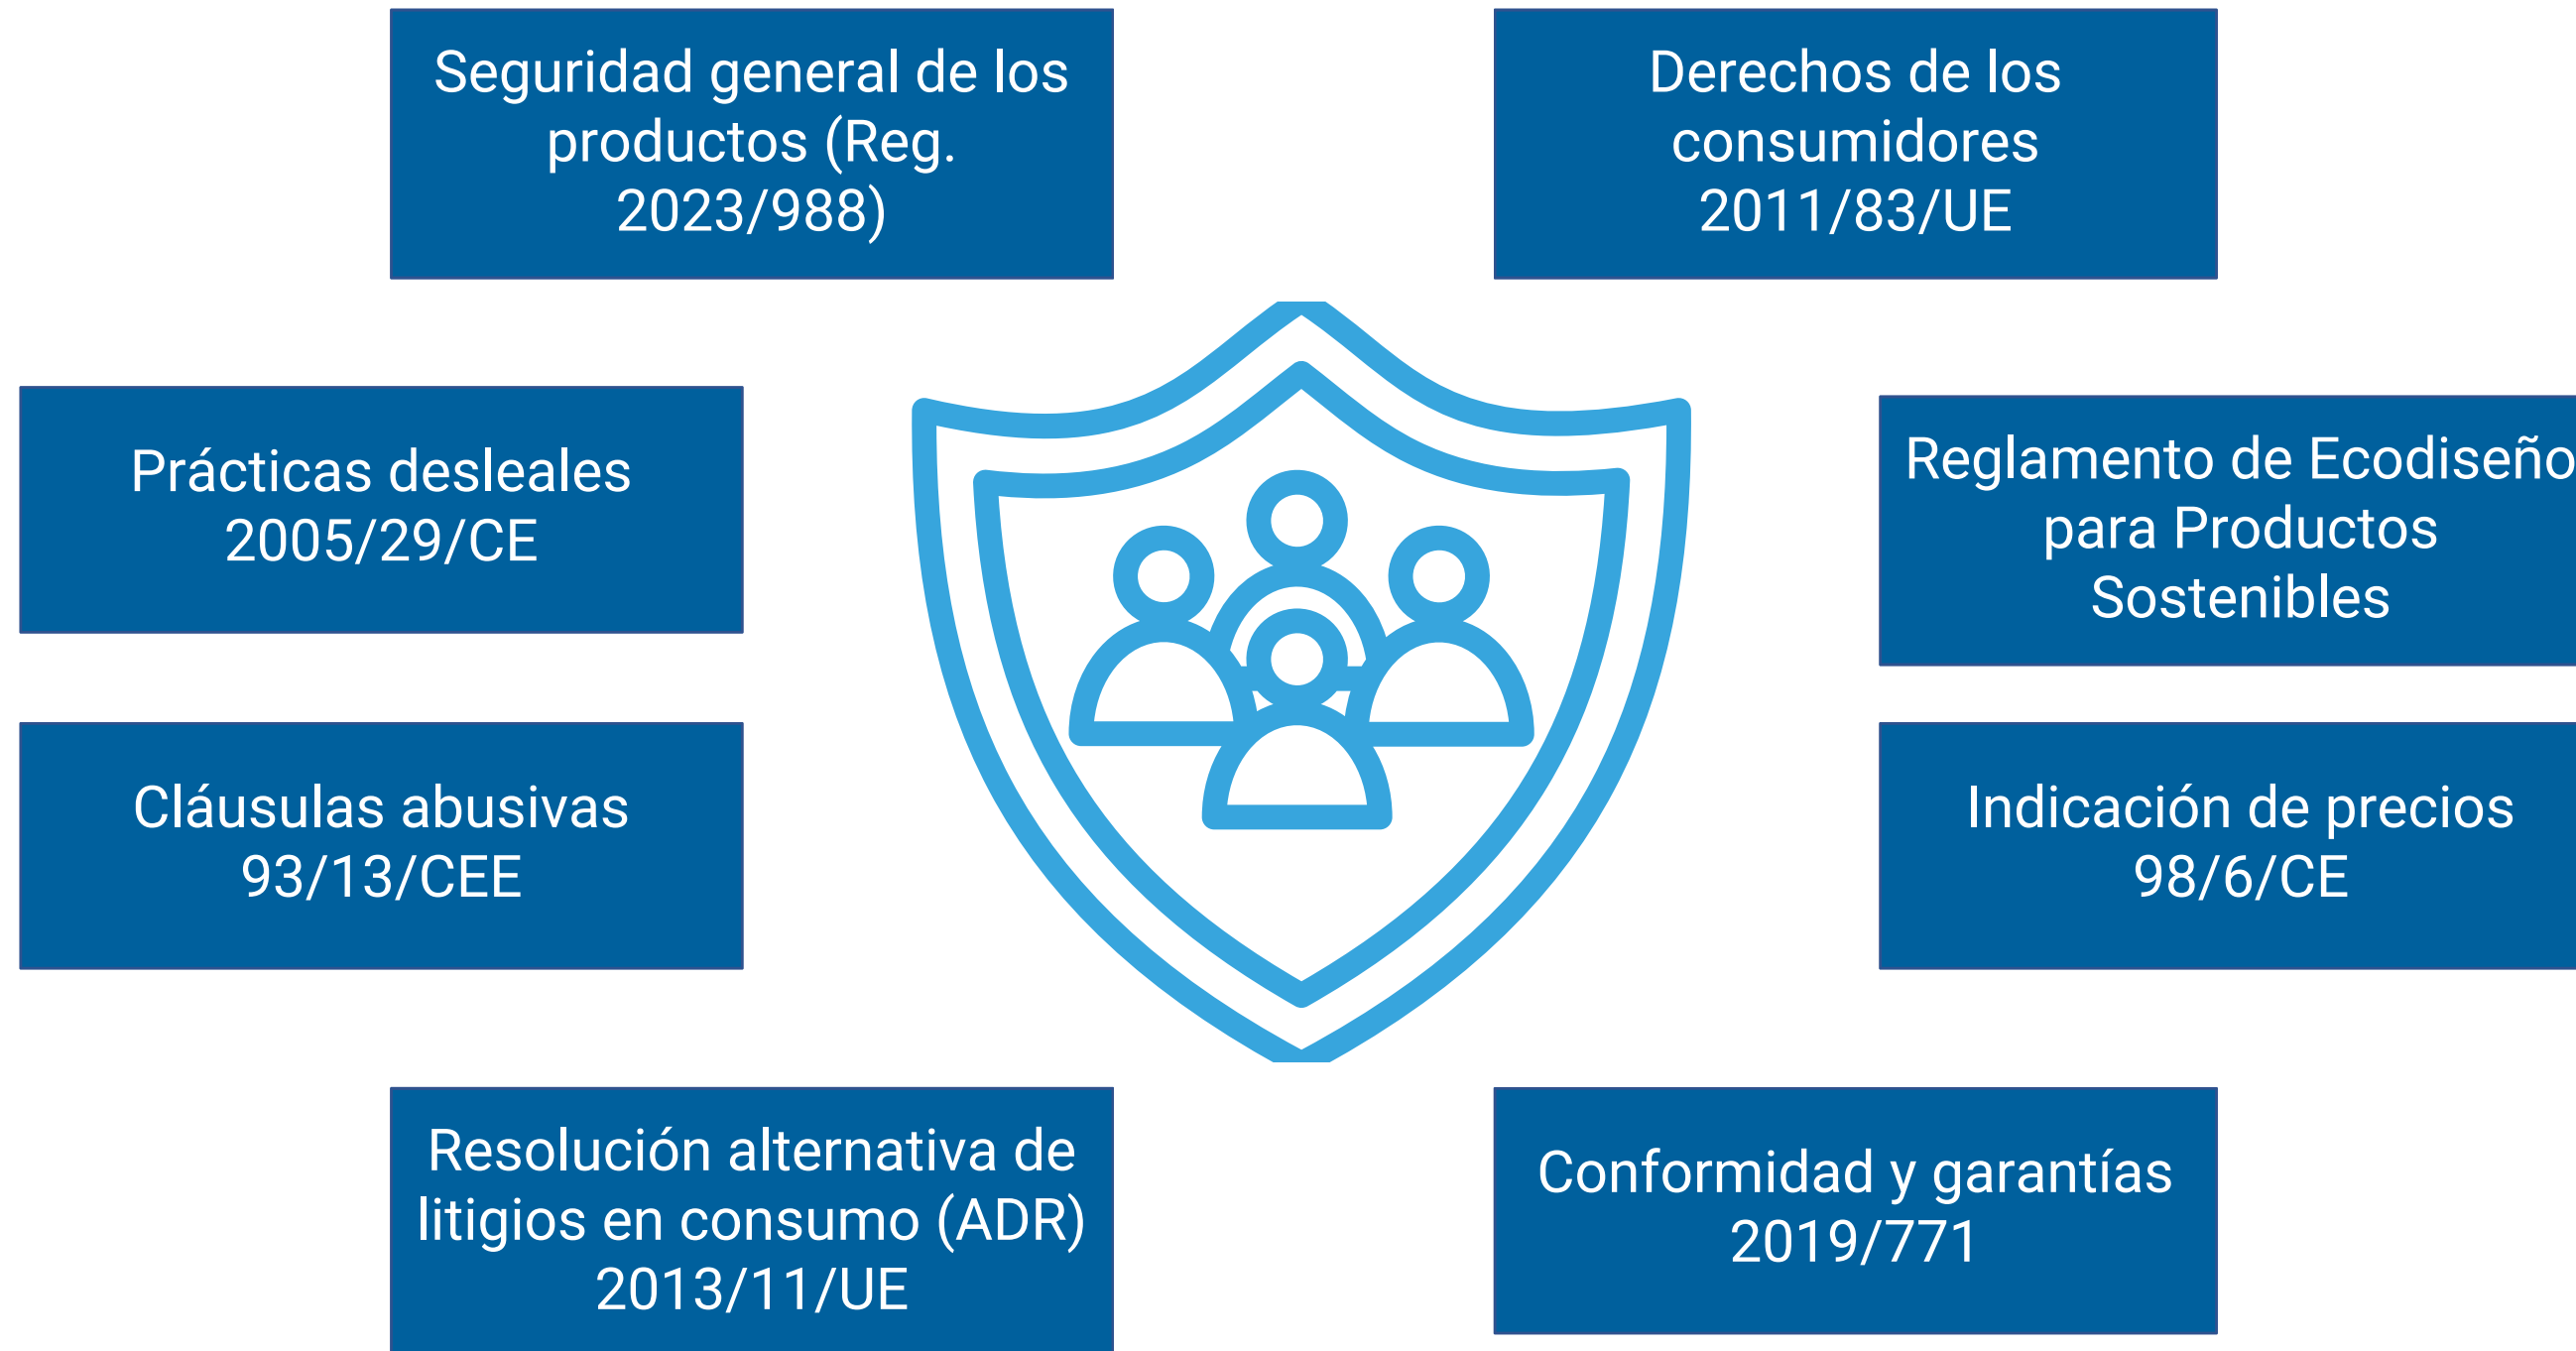 Seguridad general de los
productos (Reg.
2023/988)
Derechos de los
consumidores
2011/83/UE
Prácticas desleales
2005/29/CE
Reglamento de Ecodiseño
para Productos
Sostenibles
Cláusulas abusivas
93/13/CEE
Indicación de precios
98/6/CE
Resolución alternativa de
litigios en consumo (ADR)
2013/11/UE
Conformidad y garantías
2019/771